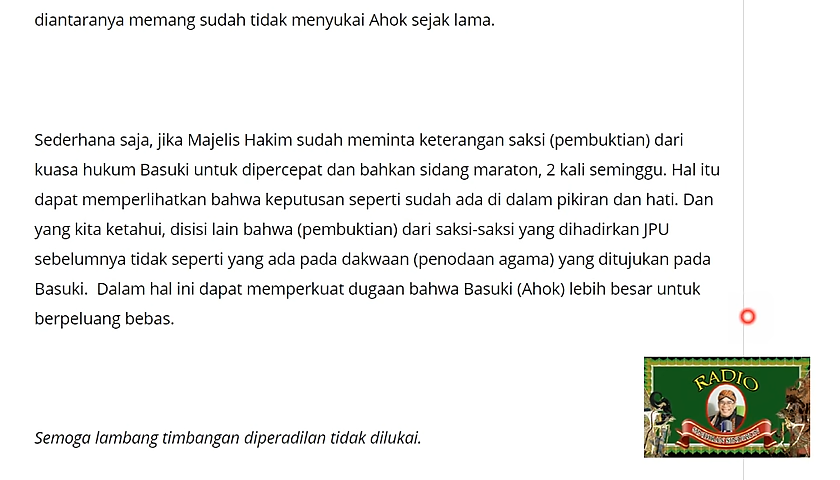 diantaranya memang sudah tidak menyukai Ahok sejak lama.
Sederhana saja, jika Majelis Hakim sudah meminta keterangan saksi (pembuktian) dari
kuasa hukum Basuki untuk dipercepat dan bahkan sidang maraton, 2 kali seminggu. Hal itu
dapat memperlihatkan bahwa keputusan seperti sudah ada di dalam pikiran dan hati. Dan
yang kita ketahui, disisi lain bahwa (pembuktian) dari saksi-saksi yang dihadirkan JPU
sebelumnya tidak seperti yang ada pada dakwaan (penodaan agama) yang ditujukan pada
Basuki.  Dalam hal ini dapat memperkuat dugaan bahwa Basuki (Ahok) lebih besar untuk
berpeluang bebas.
Semoga lambang timbangan diperadilan tidak dilukai.
RADIO
17